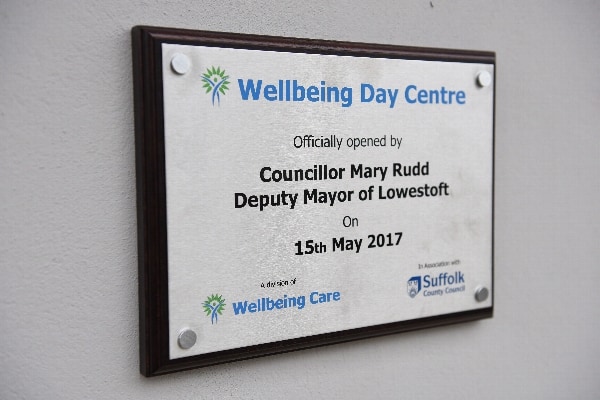 Wellbeing Day Centre
Officially opened by
Councillor Mary Rudd
Deputy Mayor of Lowestoft
On
15th May 2017
A division of
Wellbeing Care
In Association with
Suffolk
County Council